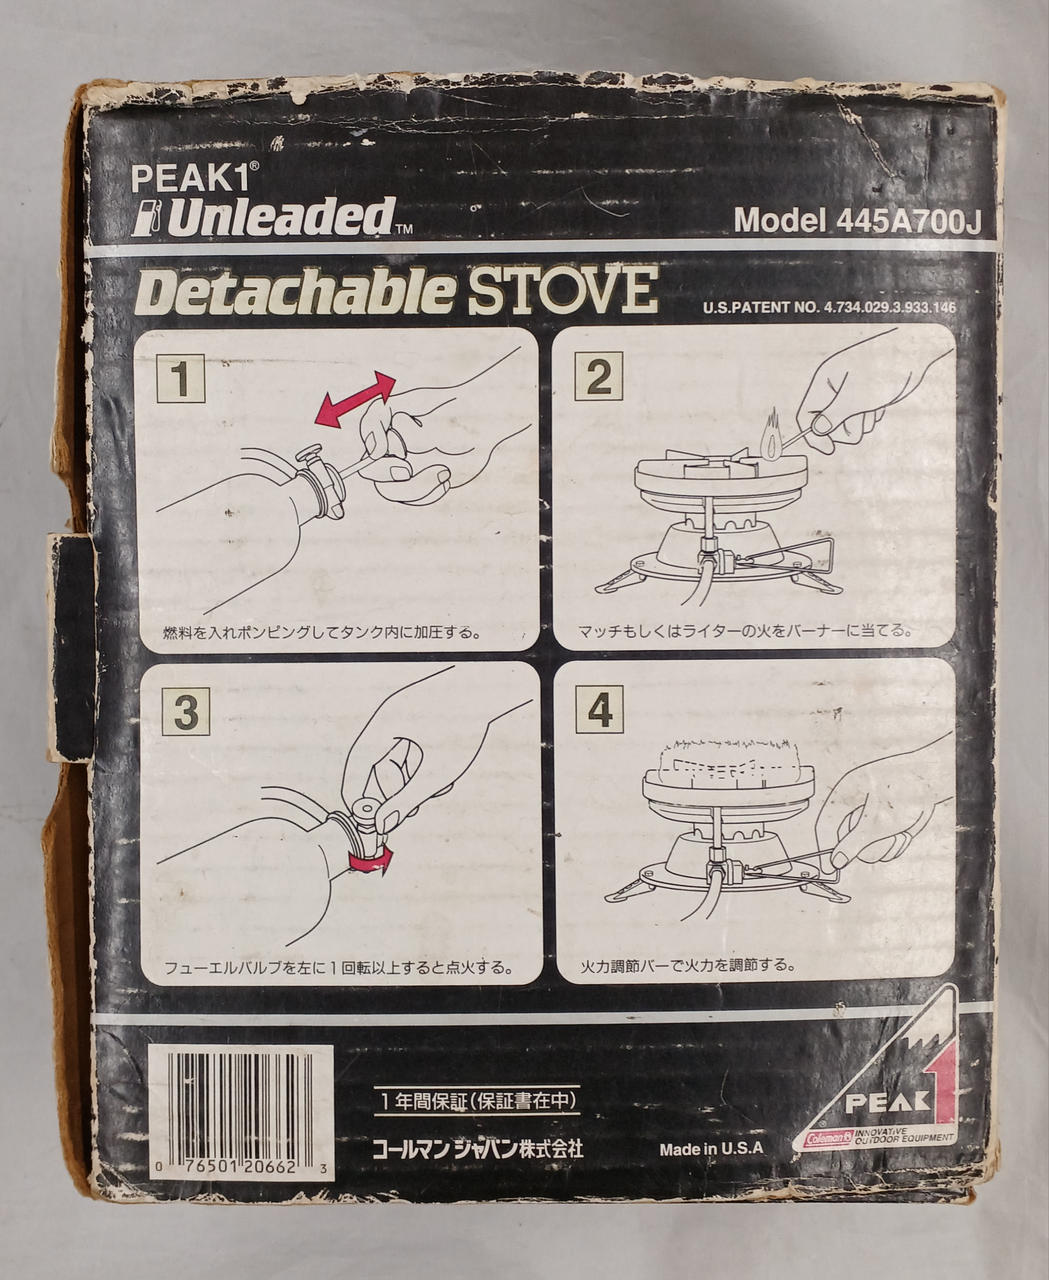 PEAK1®
Unleaded™
Model 445A700J
Detachable STOVE
U.S.PATENT NO. 4.734.029.3.933.146
1
燃料を入れポンピングしてタンク内に加圧する。
2
マッチもしくはライターの火をバーナーに当てる。
3
フューエルバルブを左に1回転以上すると点火する。
4
火力調節バーで火力を調節する。
0 76501 20662 3
1年間保証(保証書在中)
コールマン ジャパン株式会社
Made in U.S.A
PEAK 1
®
Coleman® INNOVATIVE
OUTDOOR EQUIPMENT